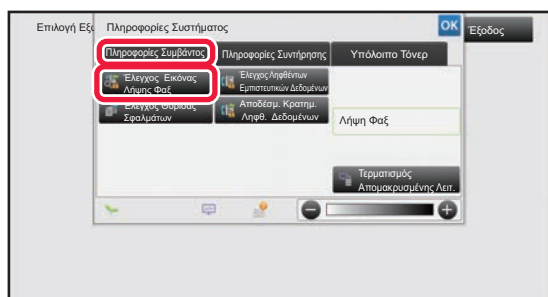 Επιλογή Εξ
Πληροφορίες Συστήματος
OK
Έξοδος
Πληροφορίες Συμβάντος
Πληροφορίες Συντήρησης
Υπόλοιπο Τόνερ
Έλεγχος Εικόνας
Λήψης Φαξ
Έλεγχος Ληφθέντων
Εμπιστευτικών Δεδομένων
Έλεγχος Θυρίδας
Σφαλμάτων
Αποδέσμ. Κρατημ.
Ληφθ. Δεδομένων
Λήψη Φαξ
Τερματισμός
Απομακρυσμένης Λειτ.